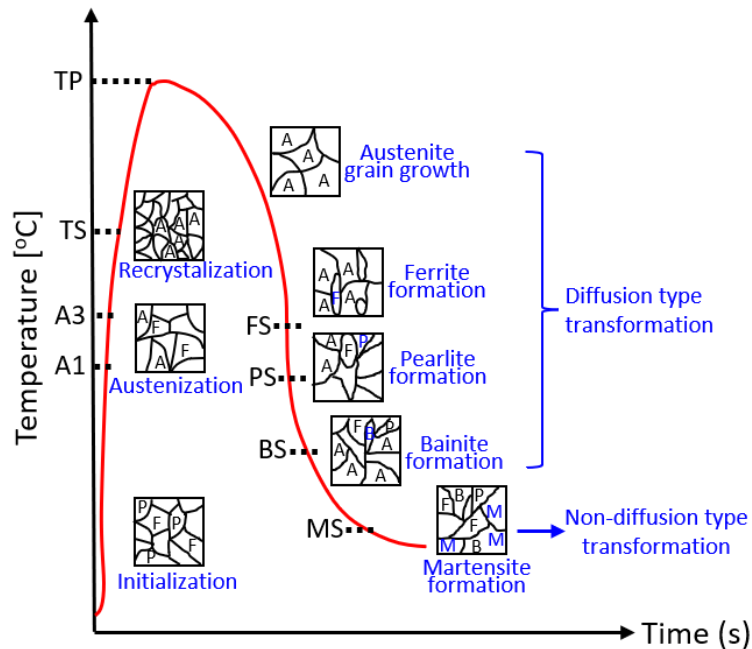 TP
A
A
A
A
Austenite
grain growth
TS
A
A
A
A
A
Recrystalization
A
A
F
A
Ferrite
formation
Diffusion type
transformation
A3
A
F
F
A
Austenization
FS
A
F
P
A
Pearlite
formation
A1
PS
F
B
P
A
A
A
Bainite
formation
BS
Temperature [°C]
P
F
P
P
F
Initialization
MS
F
B
P
M
F
M
B
M
Martensite
formation
Non-diffusion type
transformation
Time (s)